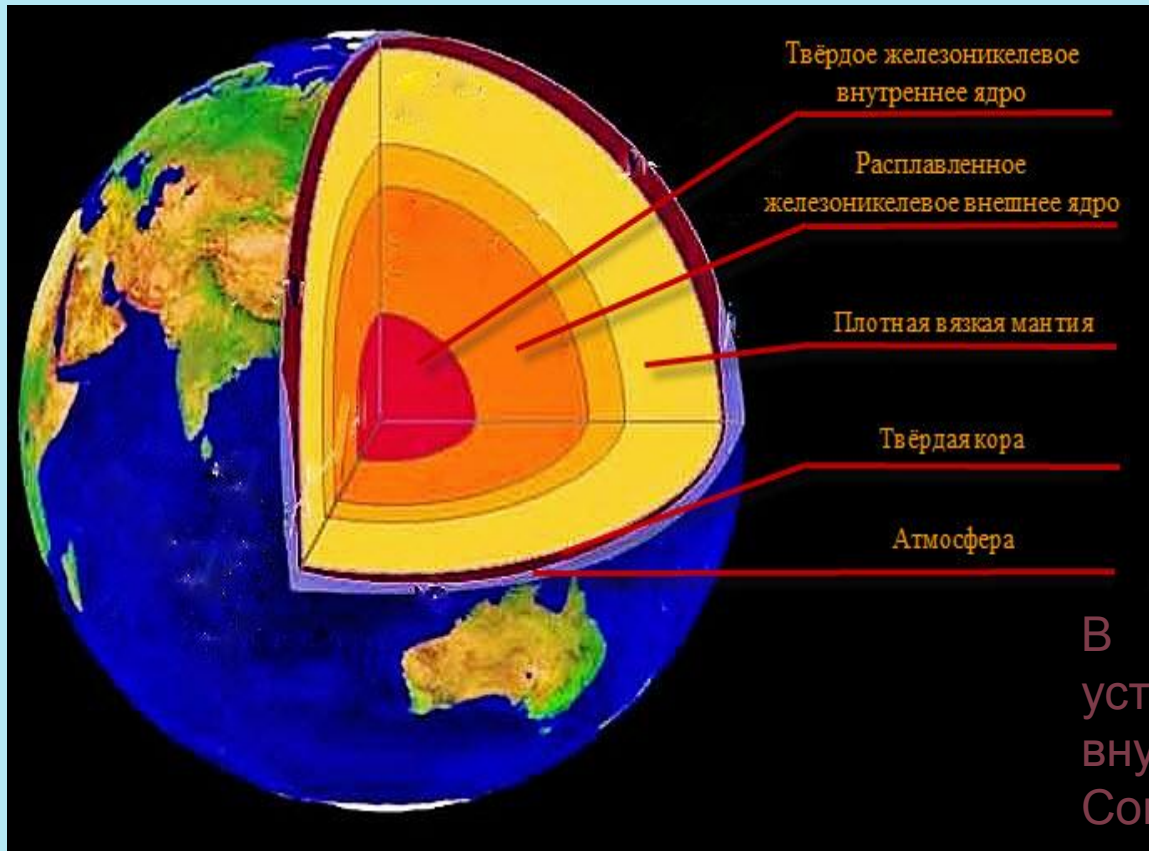 Твёрдое железоникелевое
внутреннее ядро
Расплавленное
железоникелевое внешнее ядро
Плотная вязкая мантия
Твёрдая кора
Атмосфера
В